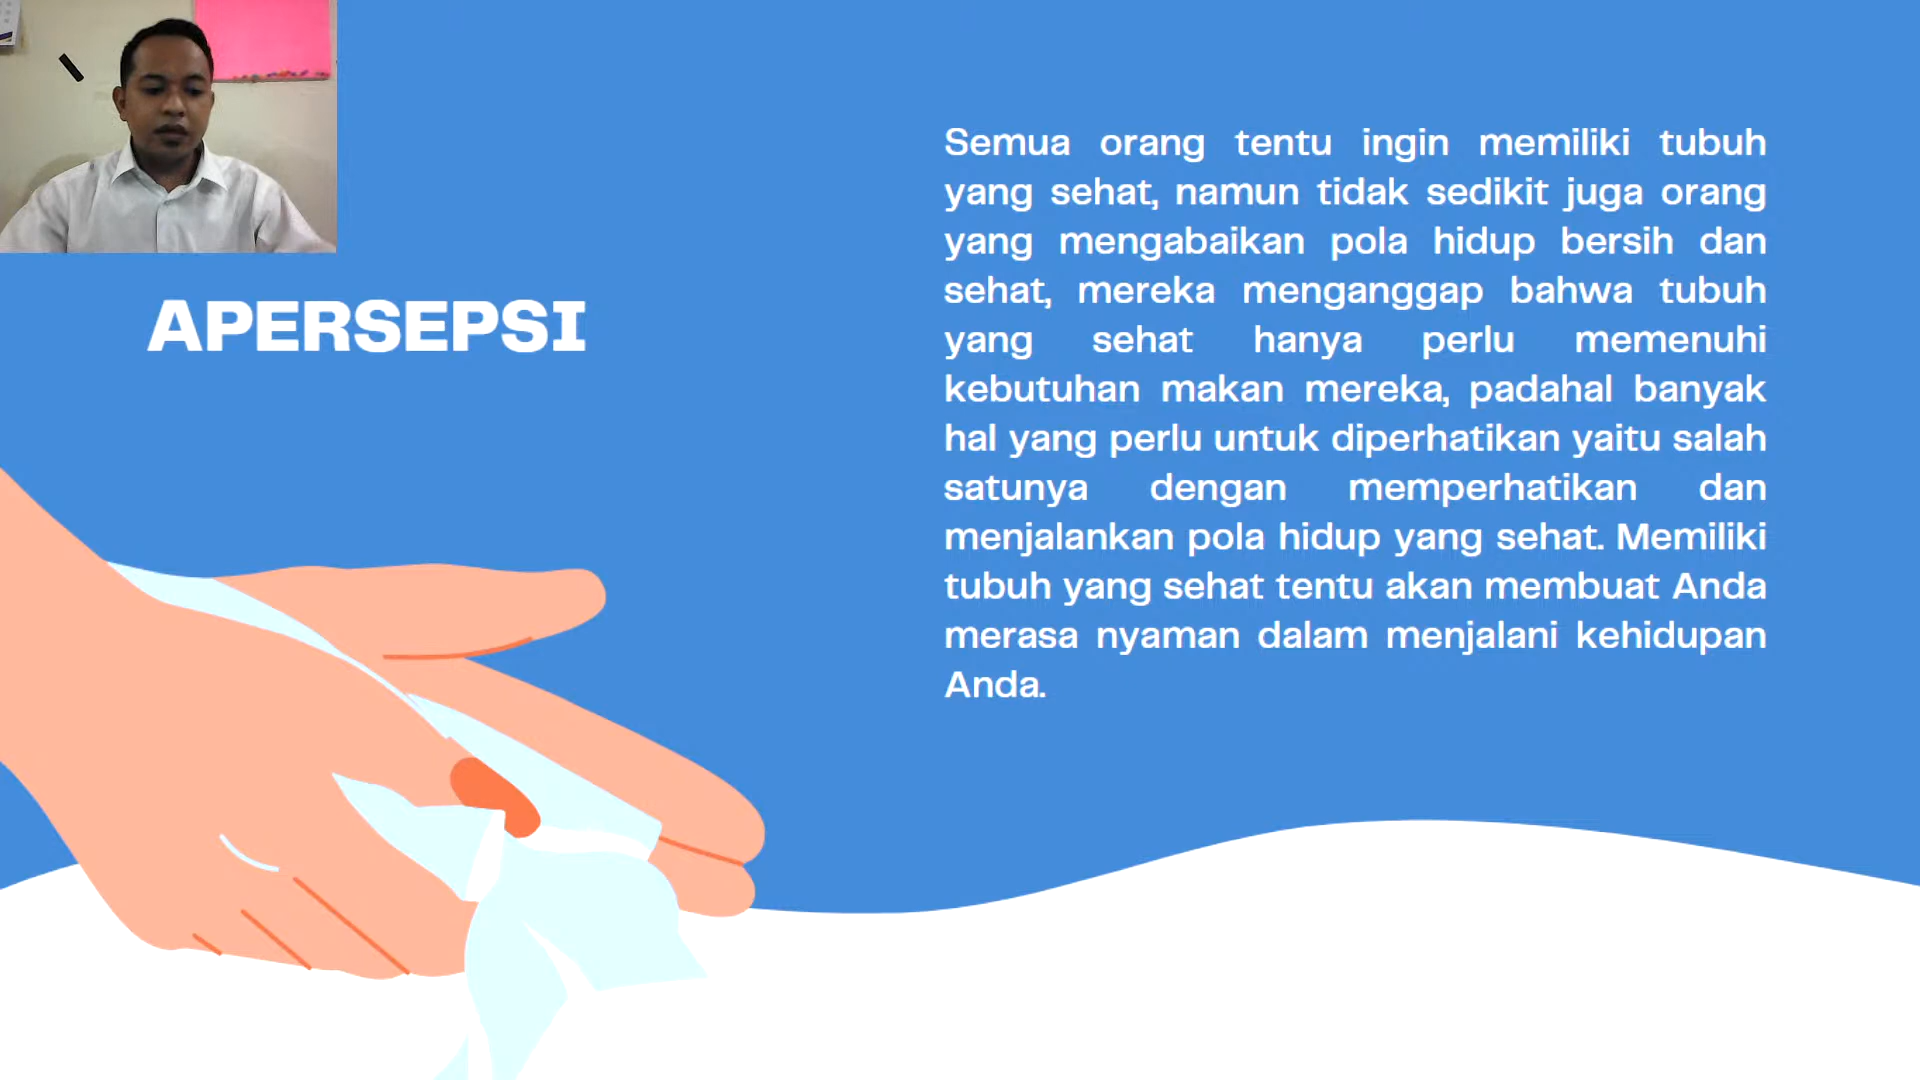 APERSEPSI
Semua orang tentu ingin memiliki tubuh
yang sehat, namun tidak sedikit juga orang
yang mengabaikan pola hidup bersih dan
sehat, mereka menganggap bahwa tubuh
yang sehat hanya perlu memenuhi
kebutuhan makan mereka, padahal banyak
hal yang perlu untuk diperhatikan yaitu salah
satunya dengan memperhatikan dan
menjalankan pola hidup yang sehat. Memiliki
tubuh yang sehat tentu akan membuat Anda
merasa nyaman dalam menjalani kehidupan
Anda.